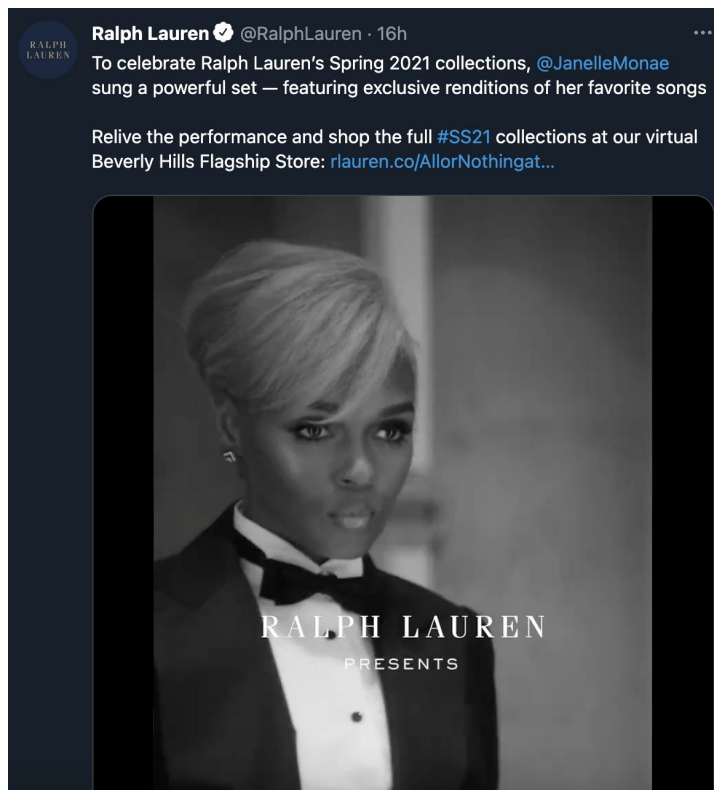 RALPH
LAUREN
Ralph Lauren @RalphLauren · 16h
To celebrate Ralph Lauren's Spring 2021 collections, @JanelleMonae
sung a powerful set — featuring exclusive renditions of her favorite songs
Relive the performance and shop the full #SS21 collections at our virtual
Beverly Hills Flagship Store: rlauren.co/AllorNothingat...
RALPH LAUREN
PRESENTS